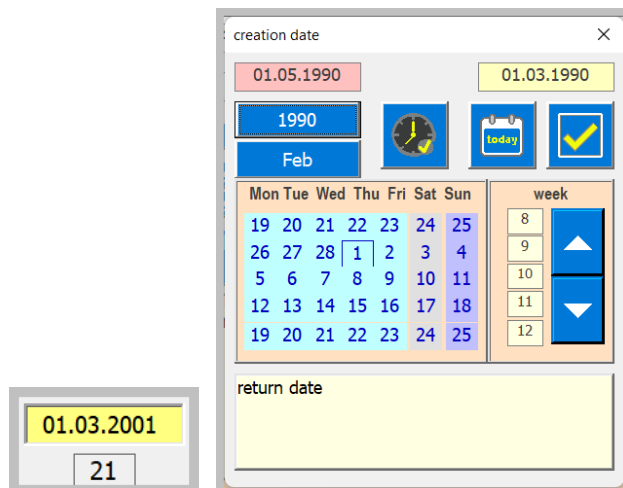 creation date
01.05.1990 01.03.1990
1990
Feb
today
Mon Tue Wed Thu Fri Sat Sun week
19 20 21 22 23 24 25 8
26 27 28 1 2 3 4 9
5 6 7 8 9 10 11 10
12 13 14 15 16 17 18 11
19 20 21 22 23 24 25 12
return date
01.03.2001
21